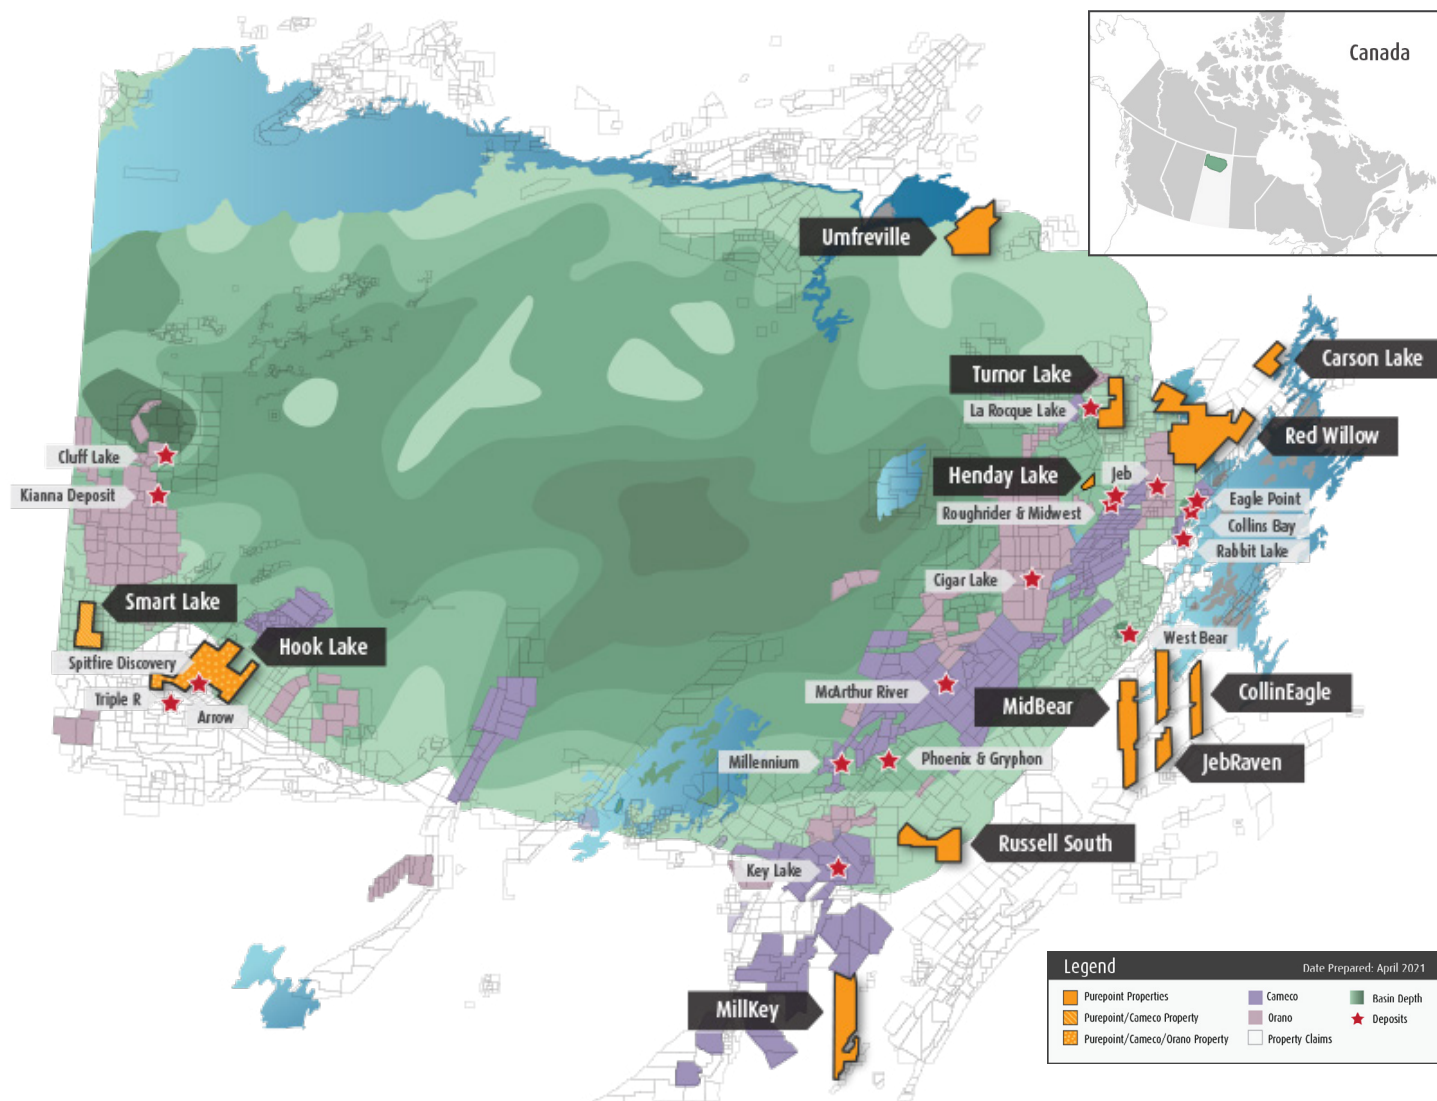 Canada
Umfreville
Carson Lake
Turnor Lake
La Rocque Lake
Red Willow
Cluff Lake
Henday Lake
Jeb
Kianna Deposit
Eagle Point
Roughrider & Midwest
Collins Bay
Rabbit Lake
Cigar Lake
Smart Lake
West Bear
Hook Lake
Spitfire Discovery
McArthur River
CollinEagle
Triple R
MidBear
Arrow
Millennium
Phoenix & Gryphon
JebRaven
Russell South
Key Lake
MillKey
Legend
Date Prepared: April 2021
Purepoint Properties
Cameco
Basin Depth
Purepoint/Cameco Property
Orano
Deposits
Purepoint/Cameco/Orano Property
Property Claims